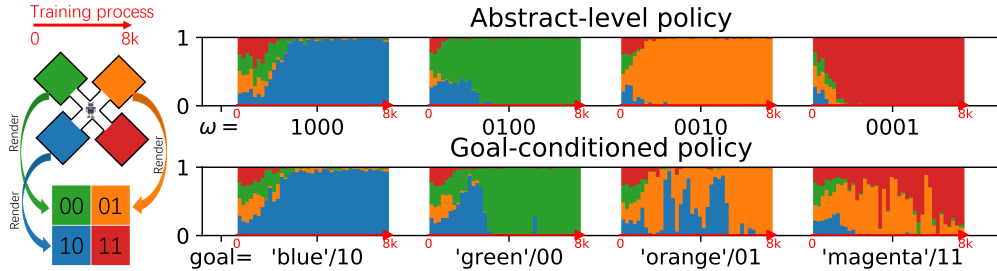 Training process
0 8k
Render
Render
Render
00 01
10 11
Abstract-level policy
1
0
0 8k 0 8k 0 8k 0 8k
ω = 1000 0100 0010 0001
Goal-conditioned policy
1
0
0 8k 0 8k 0 8k 0 8k
goal= 'blue'/10 'green'/00 'orange'/01 'magenta'/11